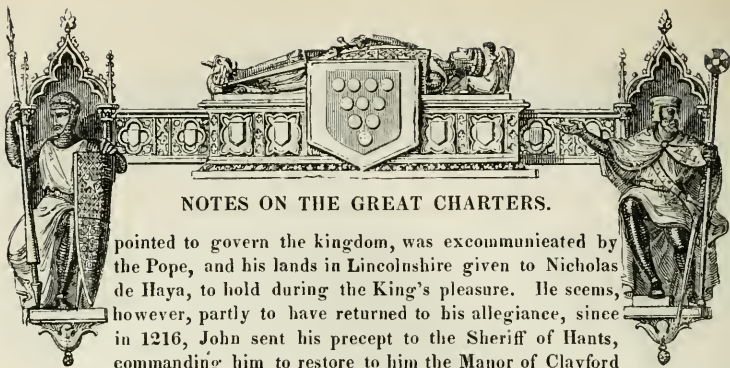 NOTES ON THE GREAT CHARTERS.
pointed to govern the kingdom, was excommunicated by
the Pope, and his lands in Lincolnshire given to Nicholas
de Haya, to hold during the King's pleasure. He seems,
however, partly to have returned to his allegiance, since
in 1216, John sent his precept to the Sheriff of Hants,
commanding him to restore to him the Manor of Clayford